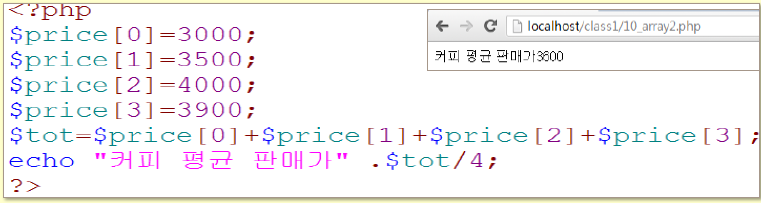 <?php
$price[0]=3000;
$price[1]=3500;
$price[2]=4000;
$price[3]=3900;
$tot=$price[0]+$price[1]+$price[2]+$price[3];
echo "커피 평균 판매가" .$tot/4;
?>
localhost/class1/10_array2.php
커피 평균 판매가3600